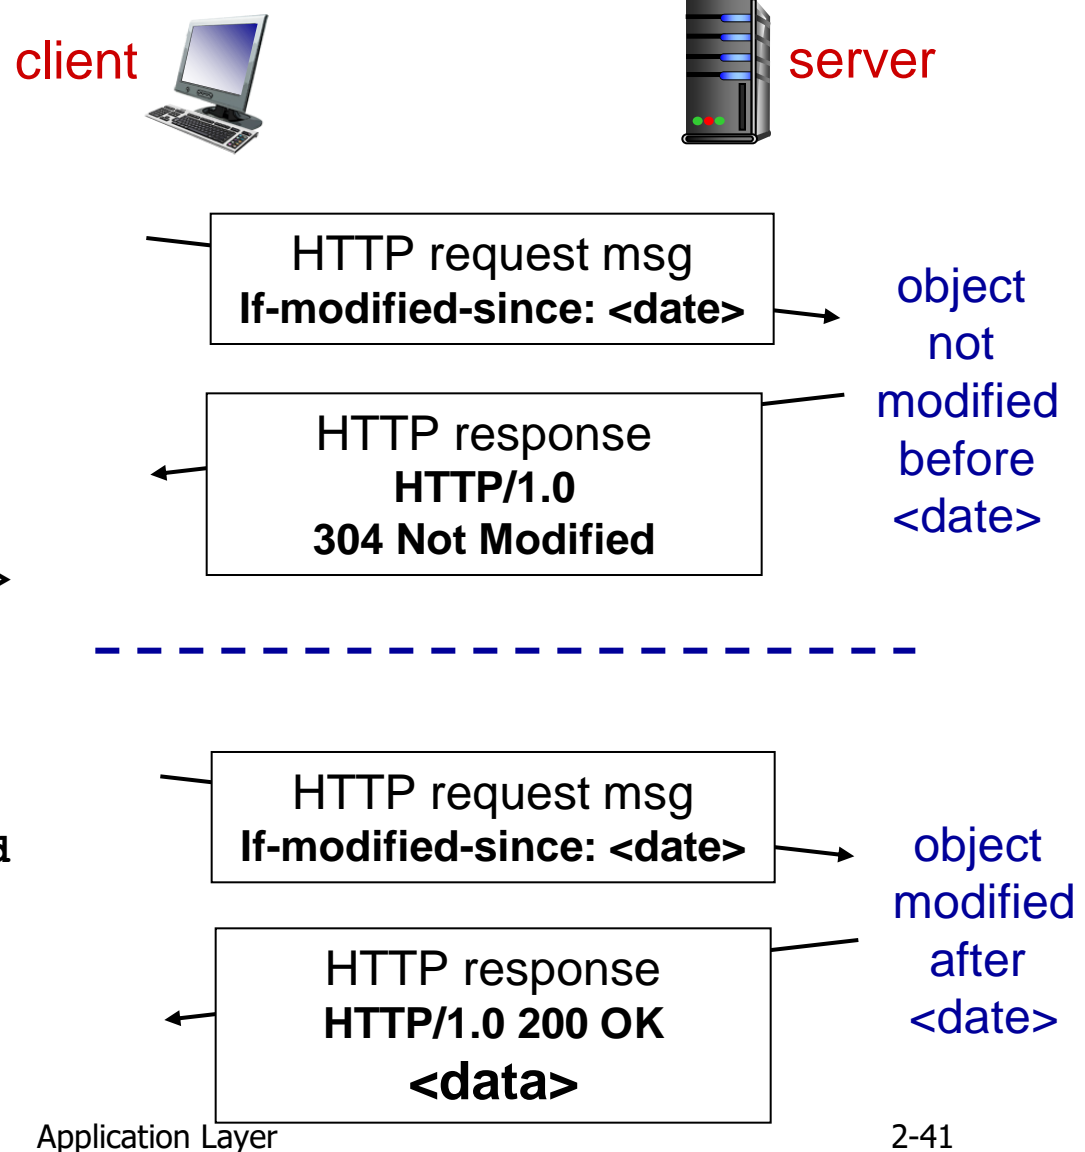 client
server
HTTP request msg
If-modified-since: <date>
object
not
modified
before
<date>
HTTP response
HTTP/1.0
304 Not Modified
HTTP request msg
If-modified-since: <date>
object
modified
after
<date>
HTTP response
HTTP/1.0 200 OK
<data>
Application Layer
2-41